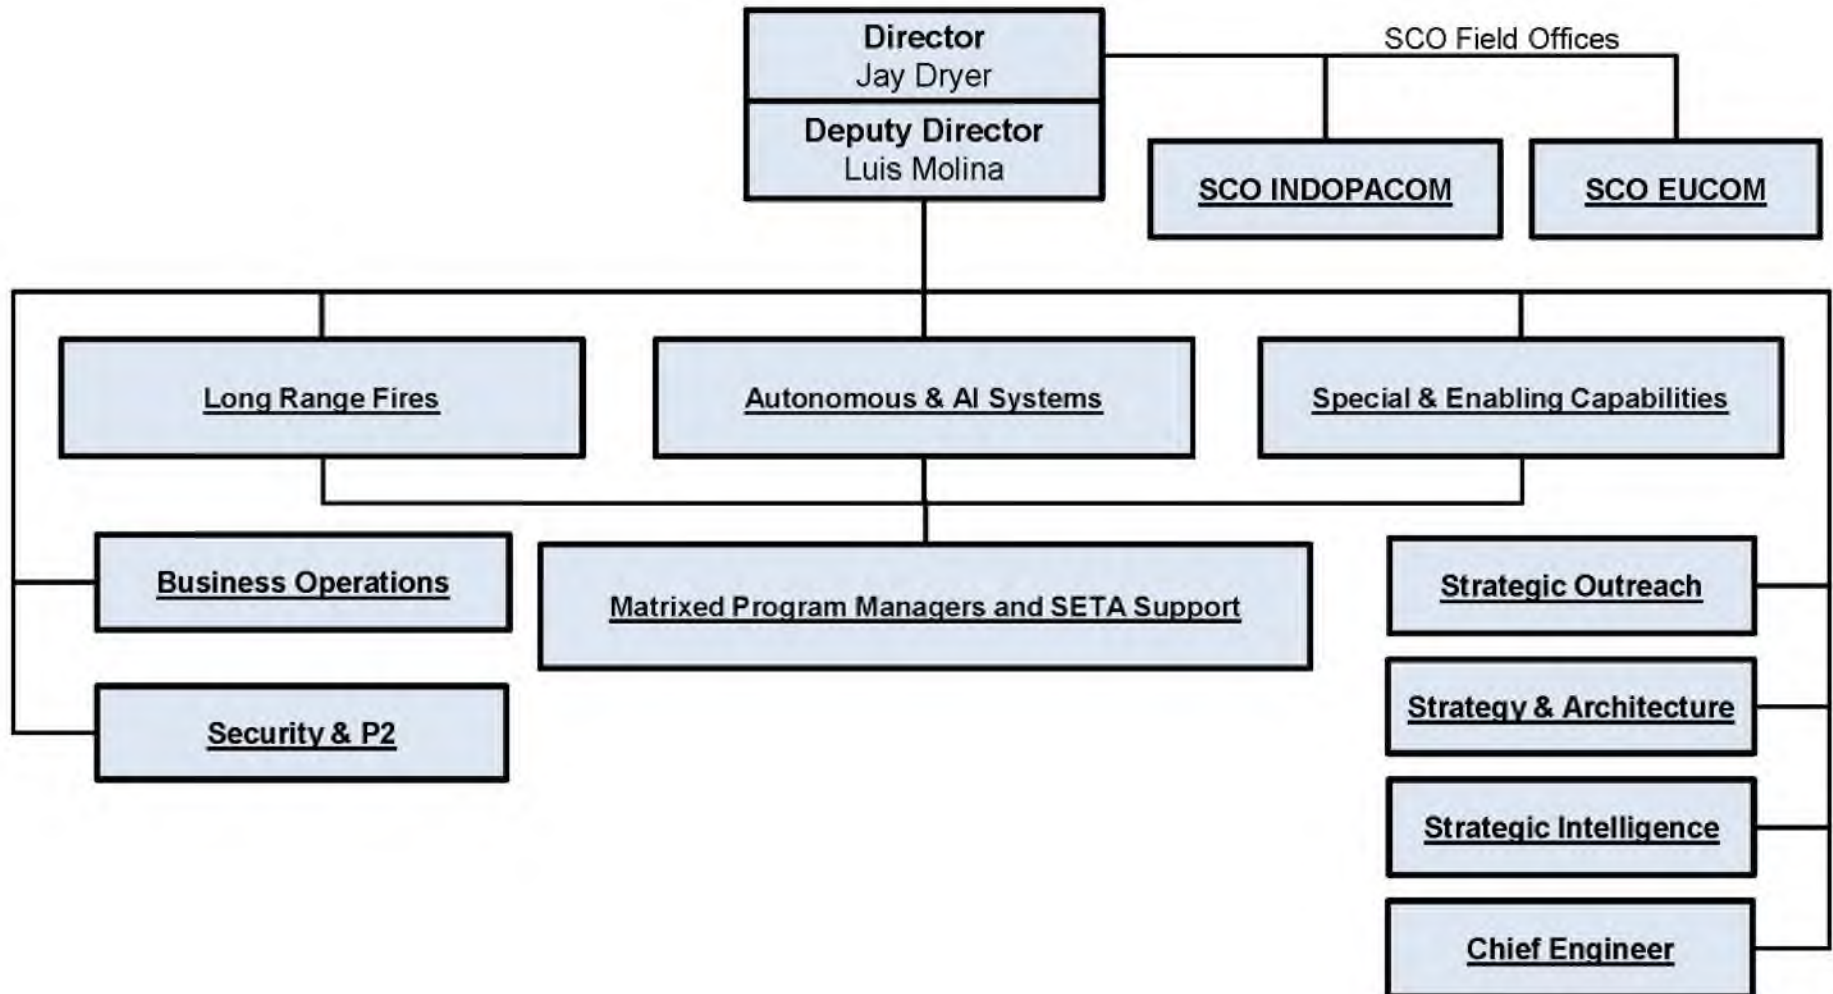 Director
Jay Dryer
Deputy Director
Luis Molina
SCO Field Offices
SCO INDOPACOM
SCO EUCOM
Long Range Fires
Autonomous & AI Systems
Special & Enabling Capabilities
Business Operations
Security & P2
Matrixed Program Managers and SETA Support
Strategic Outreach
Strategy & Architecture
Strategic Intelligence
Chief Engineer